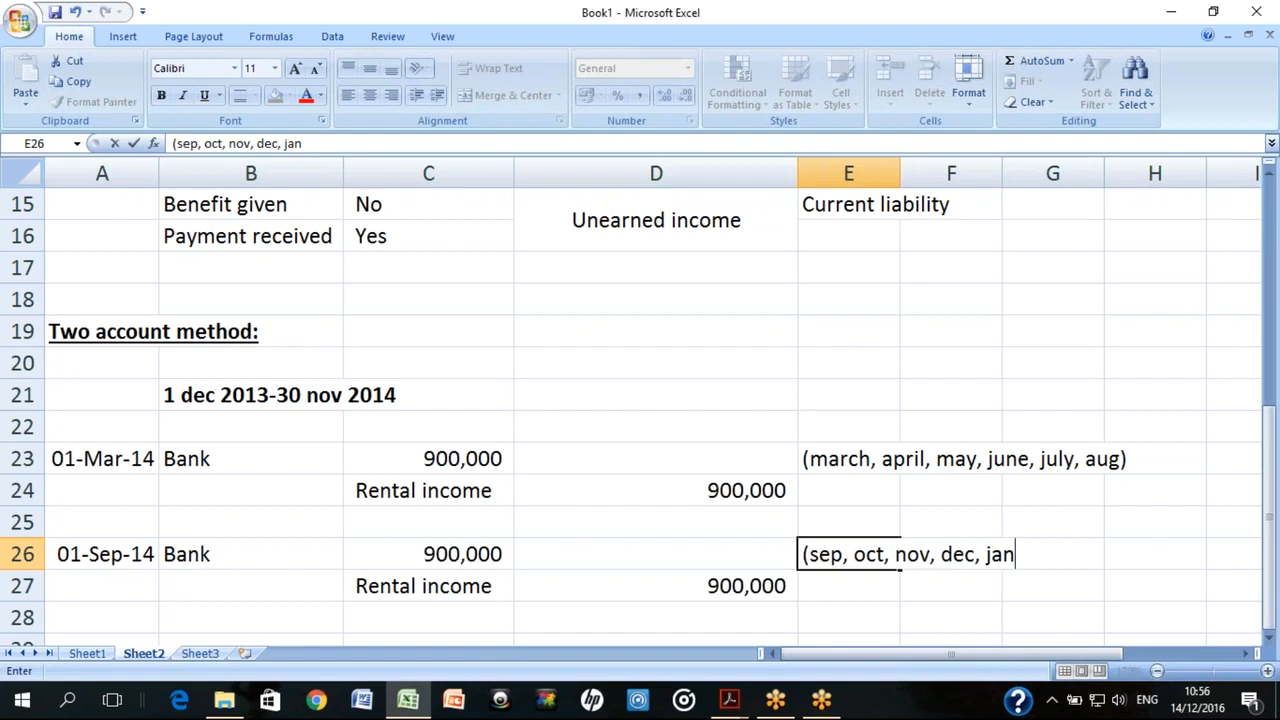 Book1 - Microsoft Excel
Home Insert Page Layout Formulas Data Review View
Paste Cut Copy Format Painter Clipboard
Calibri 11 B I U A A A Font
Wrap Text Merge & Center Alignment
General % , Number
Conditional Formatting Format as Table Cell Styles Styles
Insert Delete Format Cells
Σ AutoSum Fill Clear Sort & Filter Find & Select Editing
E26 fx (sep, oct, nov, dec, jan
A B C D E F G H I
15 Benefit given No Current liability
Unearned income
16 Payment received Yes
17
18
19 Two account method:
20
21 1 dec 2013-30 nov 2014
22
23 01-Mar-14 Bank 900,000 (march, april, may, june, july, aug)
24 Rental income 900,000
25
26 01-Sep-14 Bank 900,000 (sep, oct, nov, dec, jan
27 Rental income 900,000
28
Sheet1 Sheet2 Sheet3
Enter
ENG 10:56
14/12/2016